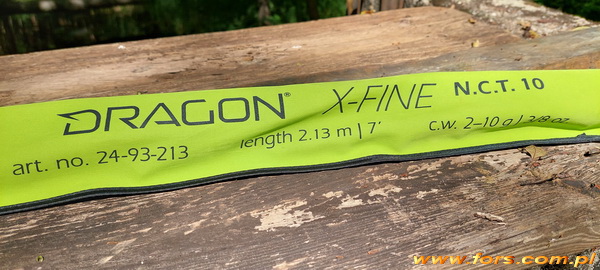 DRAGON® X-FINE N.C.T. 10
art. no. 24-93-213 length 2.13 m | 7' c.w. 2-10 g | 3/8 oz
www.fors.com.pl